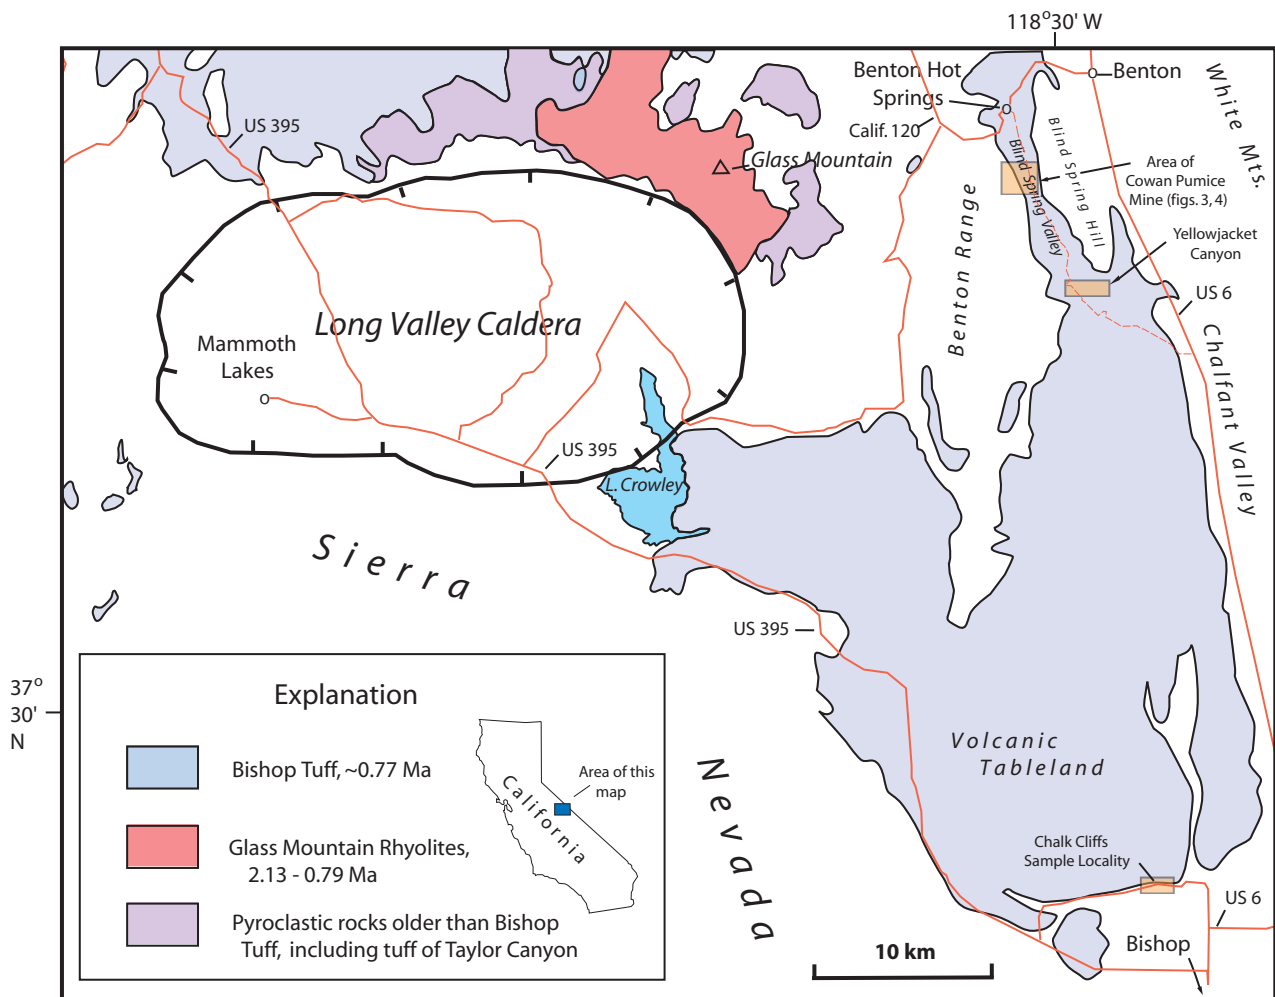 118°30' W
Benton Hot
Springs
Benton
White Mts.
US 395
Calif. 120
Glass Mountain
Blind Spring Valley
Blind Spring Hill
Area of
Cowan Pumice
Mine (figs. 3, 4)
Yellowjacket
Canyon
Benton Range
US 6
Long Valley Caldera
Mammoth
Lakes
Chalfant Valley
US 395
L. Crowley
Sierra
US 395
37°
30'
N
Explanation
Bishop Tuff, ~0.77 Ma
Glass Mountain Rhyolites,
2.13 - 0.79 Ma
Pyroclastic rocks older than Bishop
Tuff, including tuff of Taylor Canyon
California
Area of this
map
Nevada
Volcanic
Tableland
Chalk Cliffs
Sample Locality
US 6
10 km
Bishop